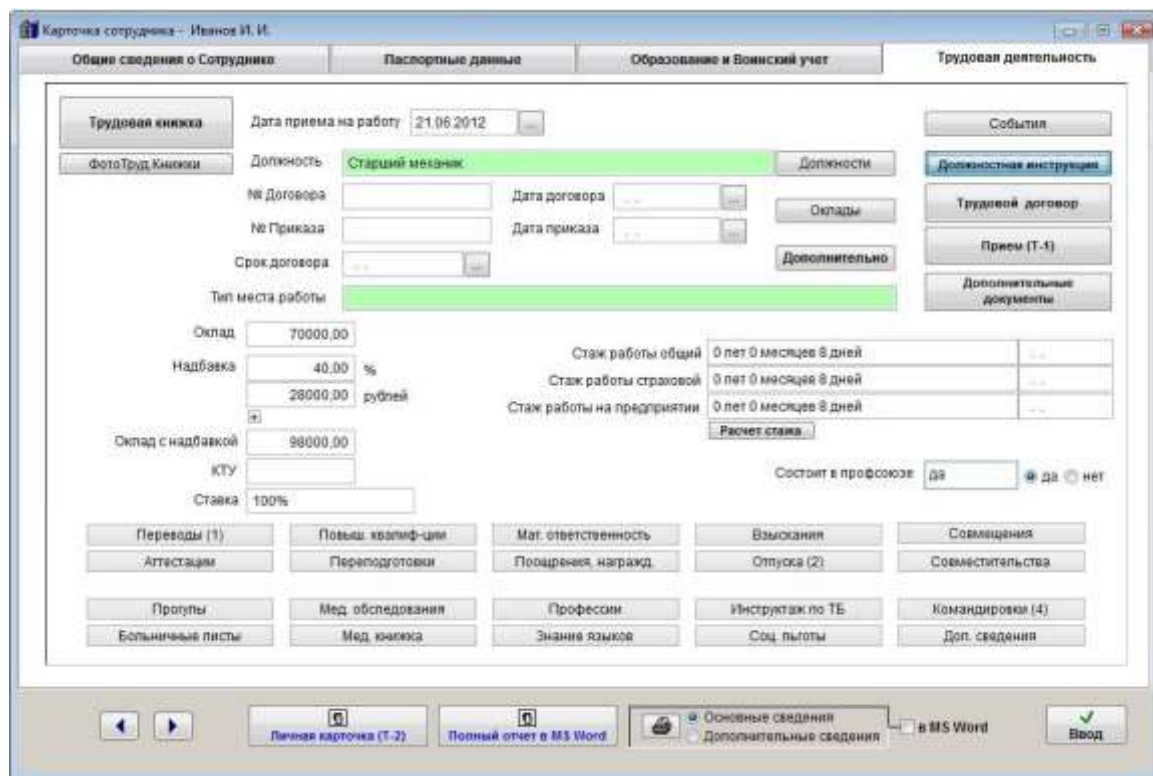 Карточка сотрудника - Иванов И. И.
Общие сведения о Сотруднике Паспортные данные Образование и Воинский учет Трудовая деятельность
Трудовая книжка Дата приема на работу 21.06.2012 ... События
ФотоТруд.Книжки Должность Старший механик Должности Должностная инструкция
№ Договора Дата договора . . ... Оклады Трудовой договор
№ Приказа Дата приказа . . ...
Срок договора . . ... Дополнительно Прием (Т-1)
Тип места работы Дополнительные документы
Оклад 70000,00
Стаж работы общий 0 лет 0 месяцев 8 дней . .
Надбавка 40,00 %
Стаж работы страховой 0 лет 0 месяцев 8 дней . .
28000,00 рублей
Стаж работы на предприятии 0 лет 0 месяцев 8 дней . .
+
Расчет стажа
Оклад с надбавкой 98000,00
КТУ
Состоит в профсоюзе да да нет
Ставка 100%
Переводы (1) Повыш. квалиф-ции Мат. ответственность Взыскания Совмещения
Аттестации Переподготовки Поощрения, награжд. Отпуска (2) Совместительства
Прогулы Мед. обследования Профессии Инструктаж по ТБ Командировки (4)
Больничные листы Мед. книжка Знание языков Соц. льготы Доп. сведения
Личная карточка (Т-2) Полный отчет в MS Word Основные сведения
Дополнительные сведения в MS Word Ввод